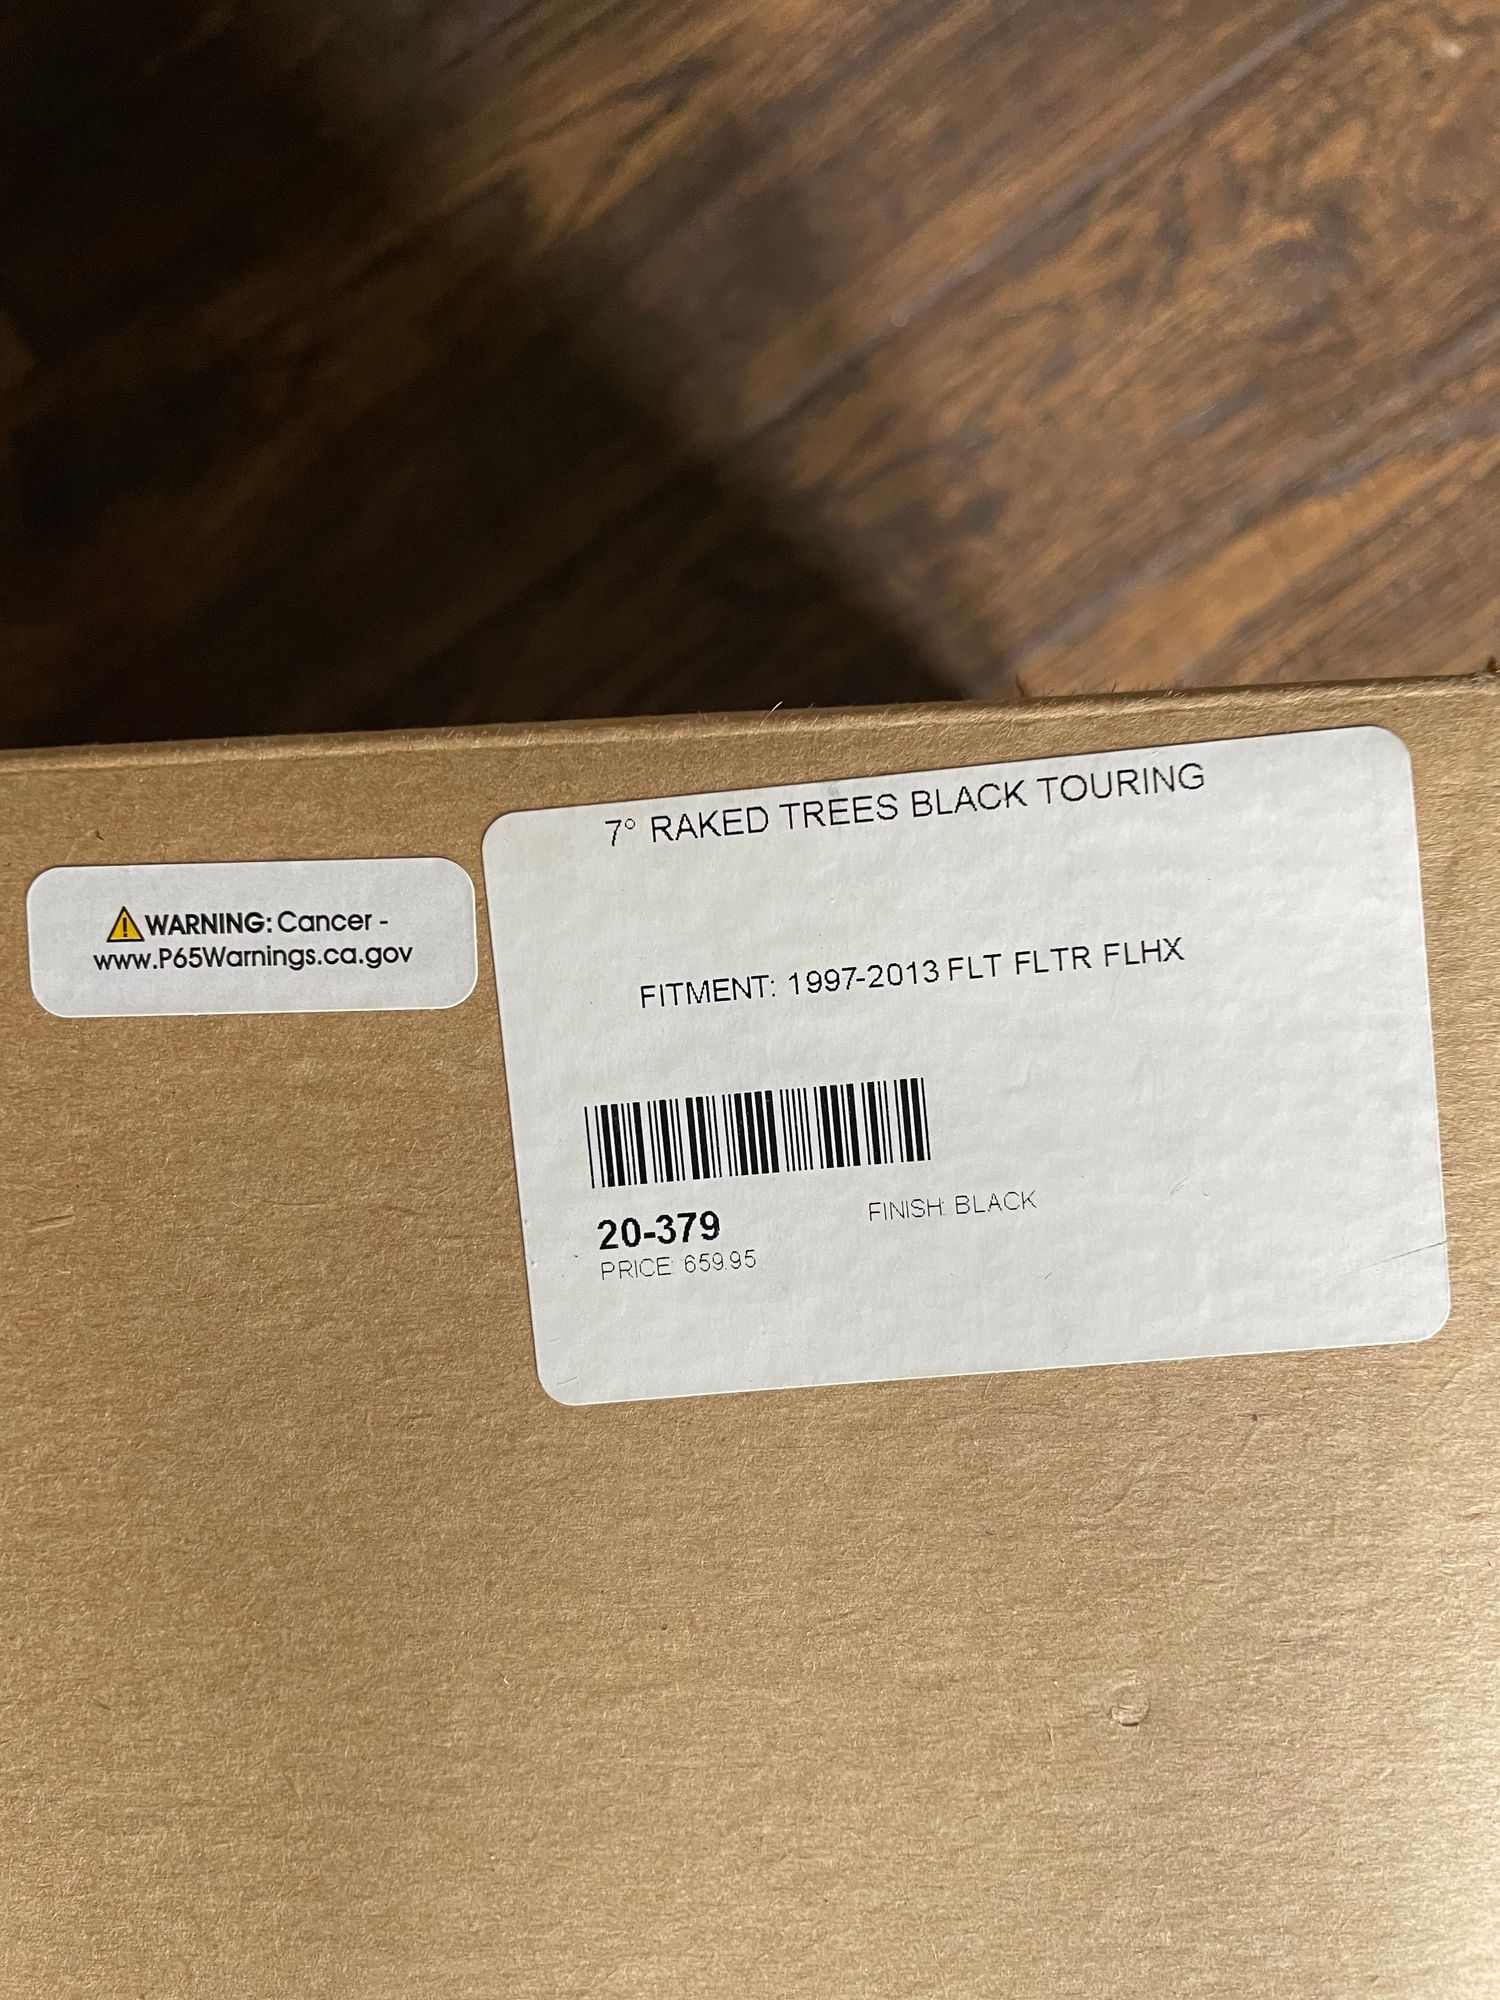 7° RAKED TREES BLACK TOURING
WARNING: Cancer -
www.P65Warnings.ca.gov
FITMENT: 1997-2013 FLT FLTR FLHX
20-379
FINISH: BLACK
PRICE: 659.95